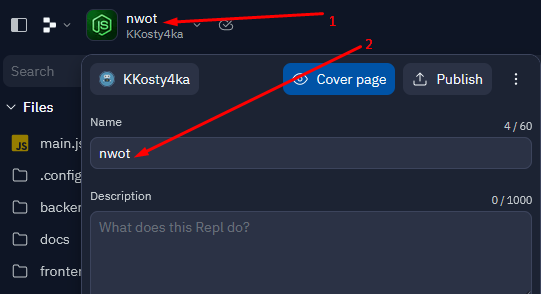 nwot
KKosty4ka
1
2
Search
KKosty4ka
Cover page
Publish
Files
Name
4 / 60
JS
main.js
nwot
.config
Description
0 / 1000
backen
What does this Repl do?
docs
fronten